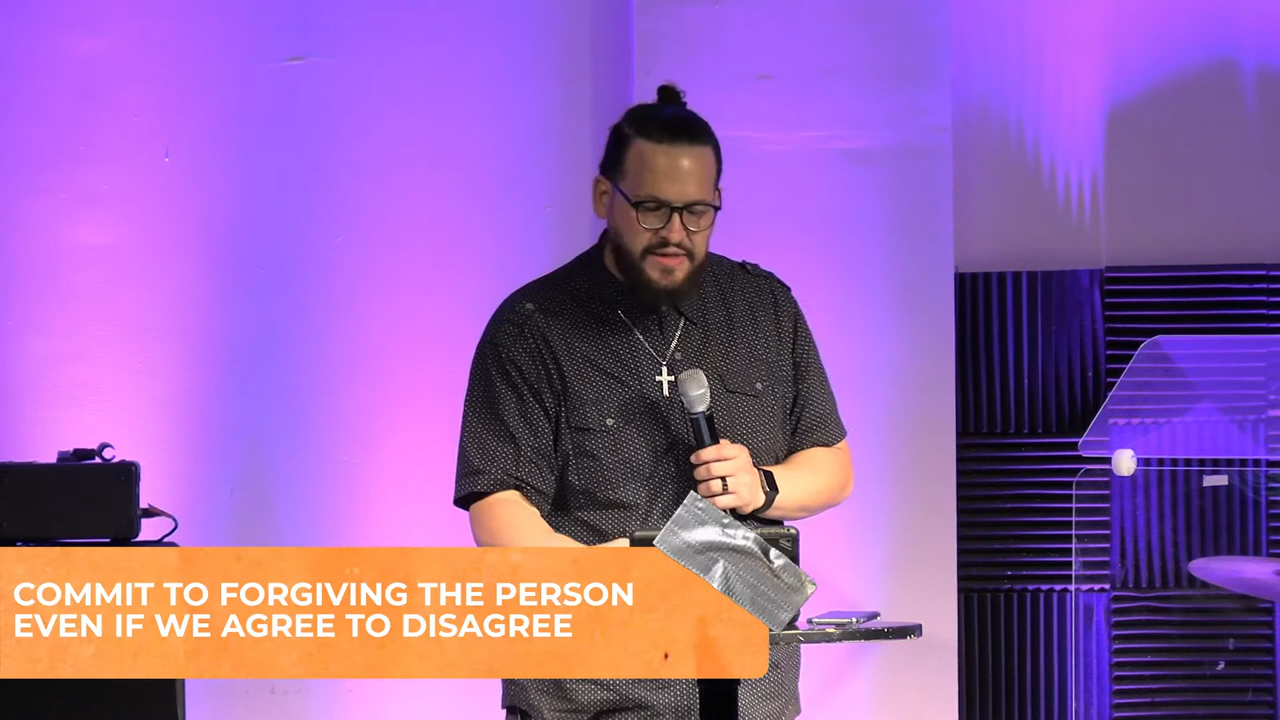 COMMIT TO FORGIVING THE PERSON
EVEN IF WE AGREE TO DISAGREE